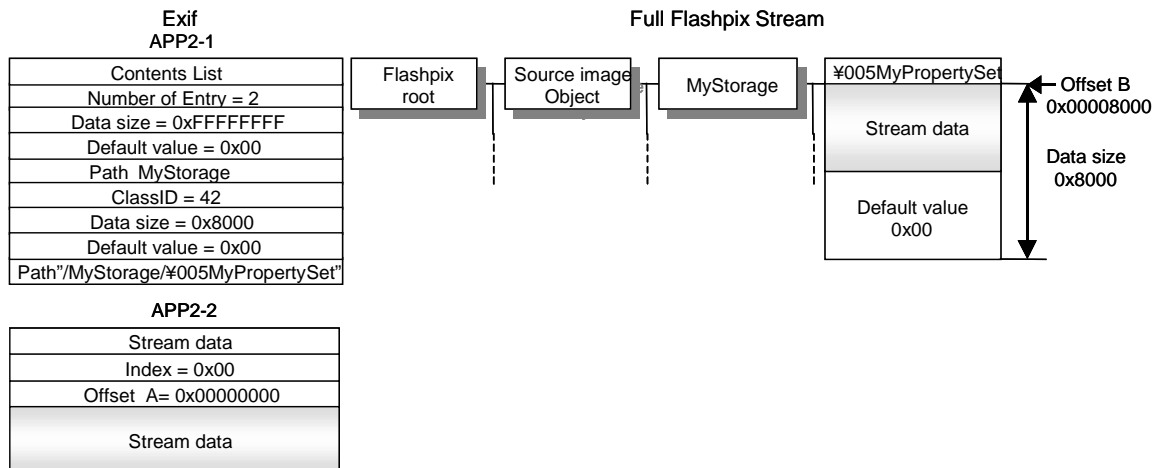 Exif
APP2-1
Contents List
Number of Entry = 2
Data size = 0xFFFFFFFF
Default value = 0x00
Path MyStorage
ClassID = 42
Data size = 0x8000
Default value = 0x00
Path"/MyStorage/¥005MyPropertySet"
APP2-2
Stream data
Index = 0x00
Offset A= 0x00000000
Stream data
Full Flashpix Stream
Flashpix
root
Source image
Object
MyStorage
¥005MyPropertySet
Stream data
Default value
0x00
Offset B
0x00008000
Data size
0x8000